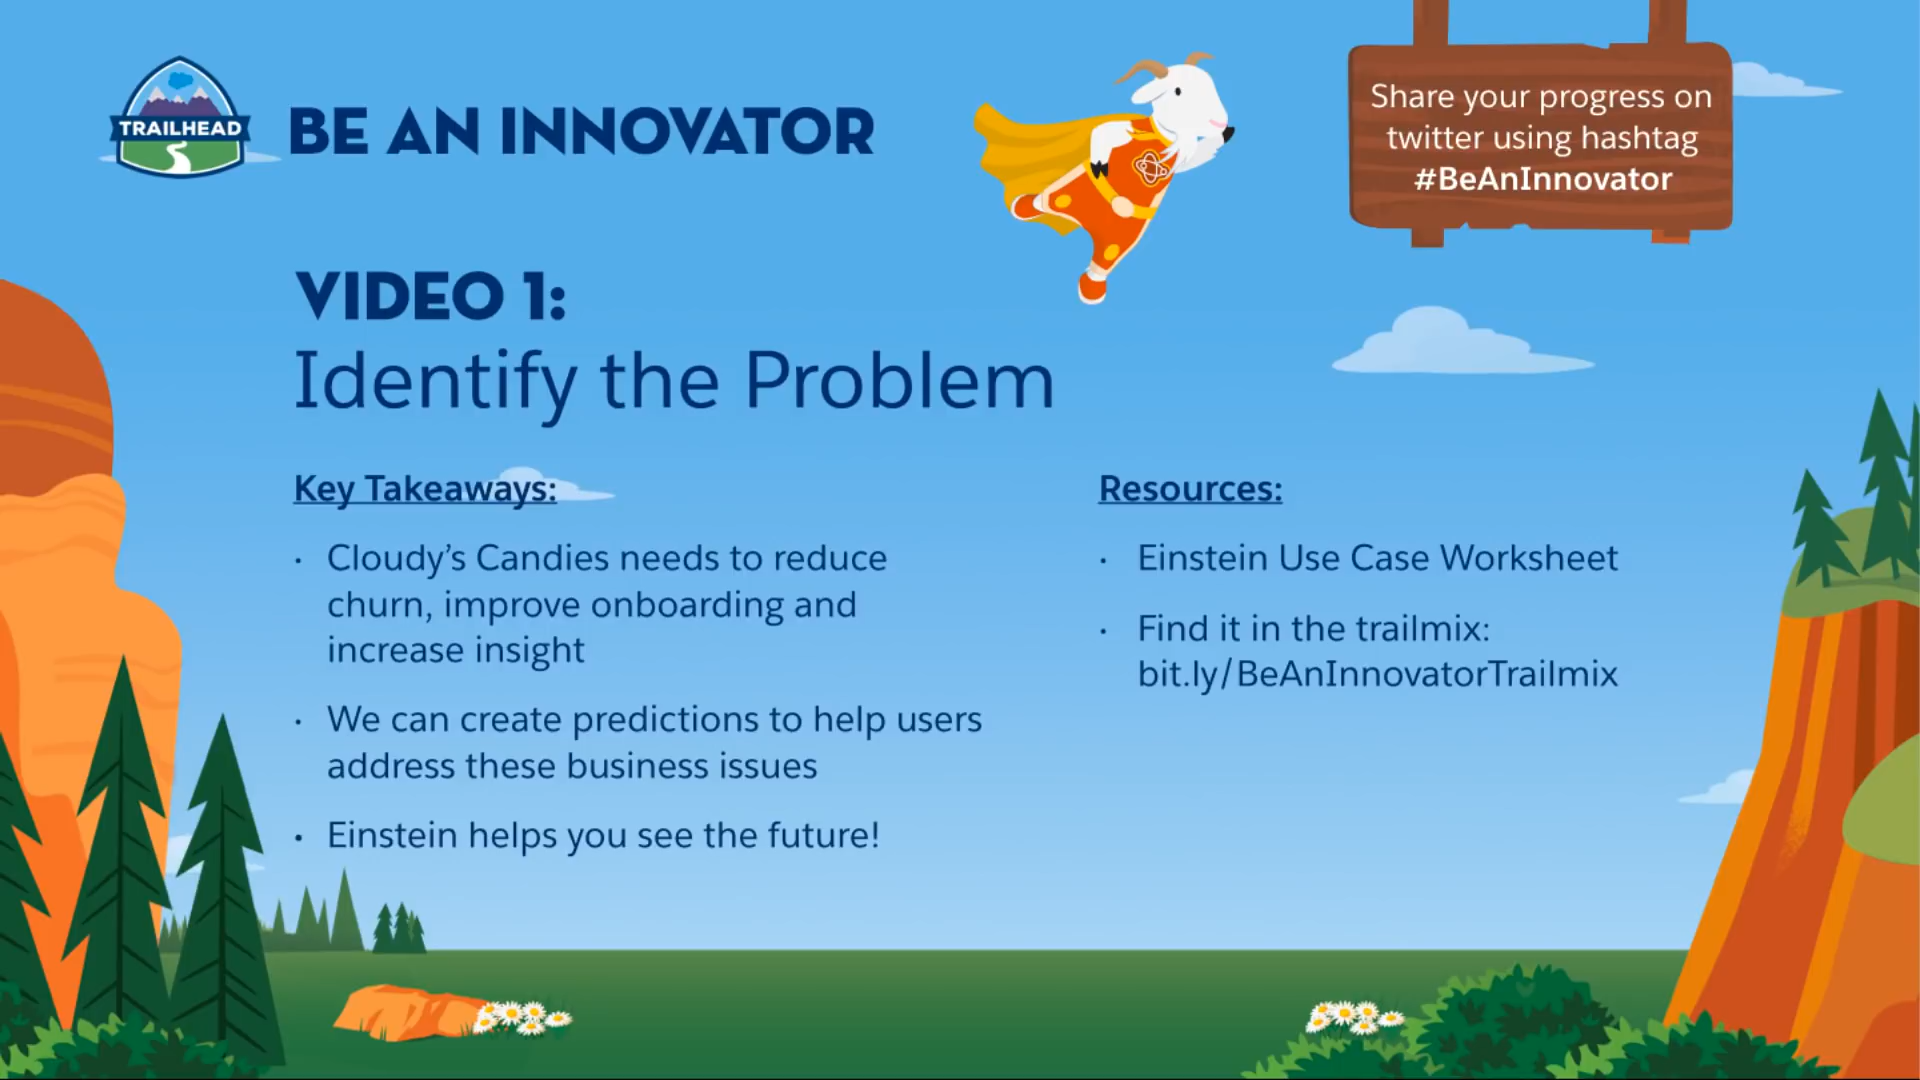 TRAILHEAD
BE AN INNOVATOR
Share your progress on
twitter using hashtag
#BeAnInnovator
VIDEO 1:
Identify the Problem
Key Takeaways:
• Cloudy’s Candies needs to reduce
churn, improve onboarding and
increase insight
• We can create predictions to help users
address these business issues
• Einstein helps you see the future!
Resources:
• Einstein Use Case Worksheet
• Find it in the trailmix:
bit.ly/BeAnInnovatorTrailmix